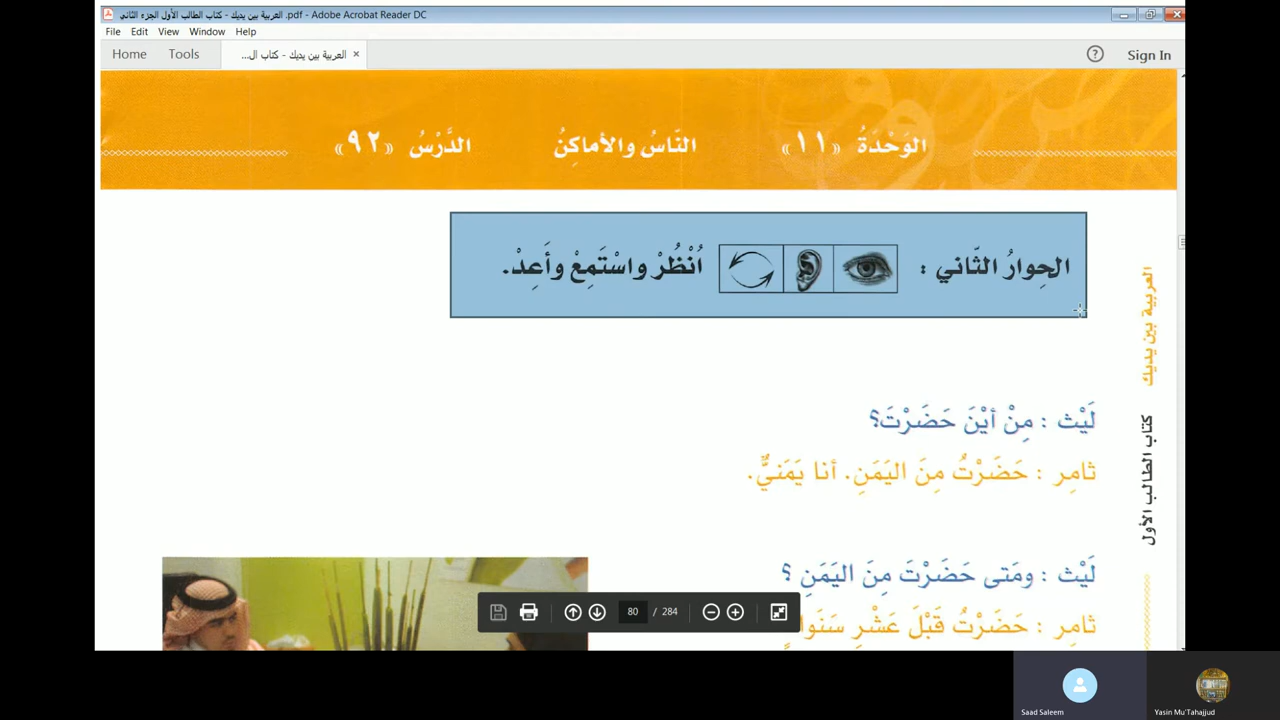 العربية بين يديك - كتاب الطالب الأول الجزء الثاني.pdf - Adobe Acrobat Reader DC
File Edit View Window Help
Home Tools العربية بين يديك - كتاب ال... × ? Sign In
الوَحْدَةُ «١١» النّاسُ والأماكِنُ الدَّرْسُ «٩٢»
الحِوارُ الثّاني : اُنْظُرْ واسْتَمِعْ وأَعِدْ.
العربية بين يديك
كتاب الطالب الأول
لَيْث : مِنْ أيْنَ حَضَرْتَ؟
ثامِر : حَضَرْتُ مِنَ اليَمَنِ. أنا يَمَنيٌّ.
لَيْث : ومَتى حَضَرْتَ مِنَ اليَمَنِ ؟
ثامِر : حَضَرْتُ قَبْلَ عَشْرِ سَنَواتٍ
80 / 284
Saad Saleem
Yasin Mu'Tahajjud